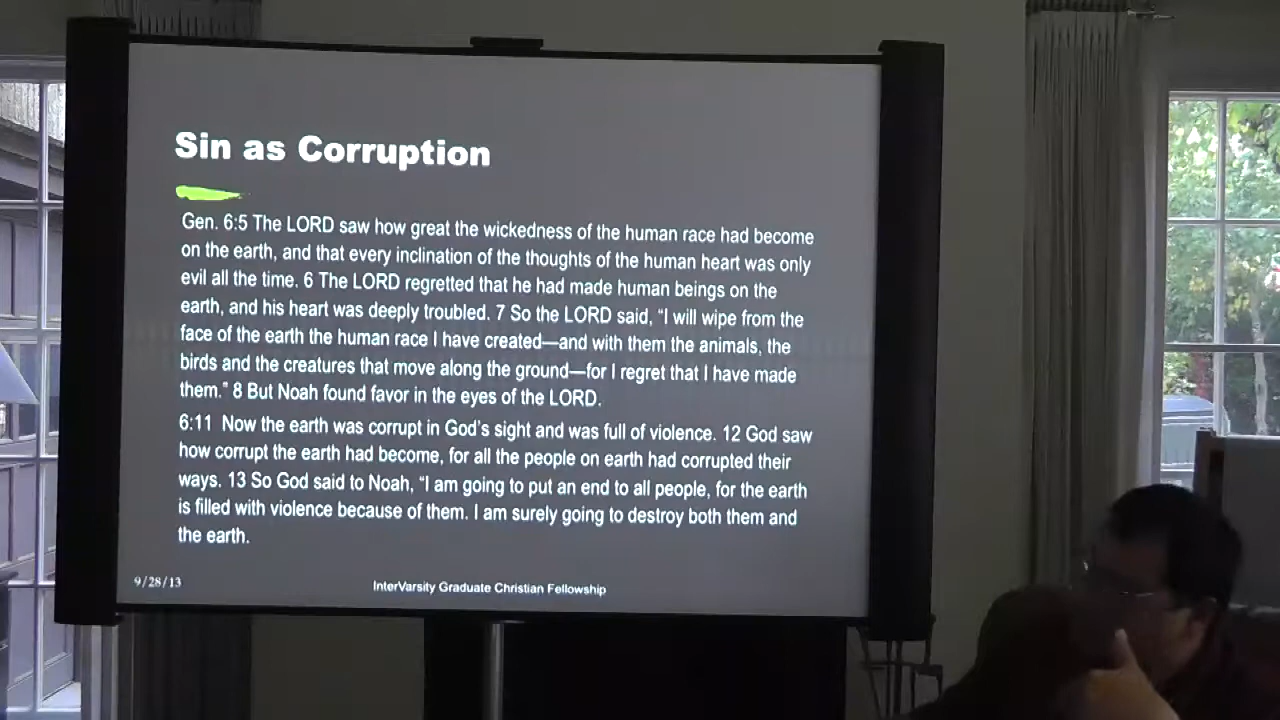 Sin as Corruption
Gen. 6:5 The LORD saw how great the wickedness of the human race had become
on the earth, and that every inclination of the thoughts of the human heart was only
evil all the time. 6 The LORD regretted that he had made human beings on the
earth, and his heart was deeply troubled. 7 So the LORD said, “I will wipe from the
face of the earth the human race I have created—and with them the animals, the
birds and the creatures that move along the ground—for I regret that I have made
them.” 8 But Noah found favor in the eyes of the LORD.
6:11 Now the earth was corrupt in God’s sight and was full of violence. 12 God saw
how corrupt the earth had become, for all the people on earth had corrupted their
ways. 13 So God said to Noah, “I am going to put an end to all people, for the earth
is filled with violence because of them. I am surely going to destroy both them and
the earth.
9/28/13
InterVarsity Graduate Christian Fellowship